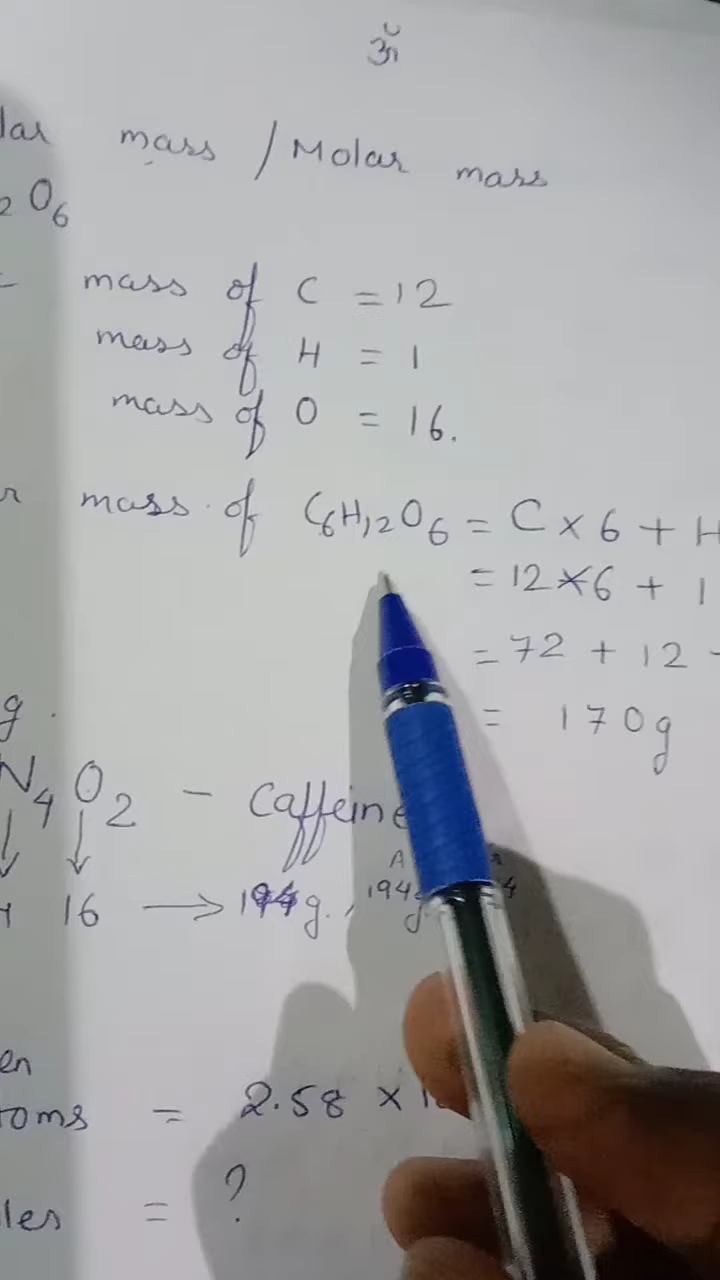 ॐ
lar mass / Molar mass
2 O6
mass of C = 12
mass of H = 1
mass of O = 16.
r mass of C6H12O6 = C × 6 + H
= 12 × 6 + 1
= 72 + 12 -
= 170g
g.
N4 O2 - Caffeine
16 → 194g., 194g
en
toms = 2.58 ×
les = ?